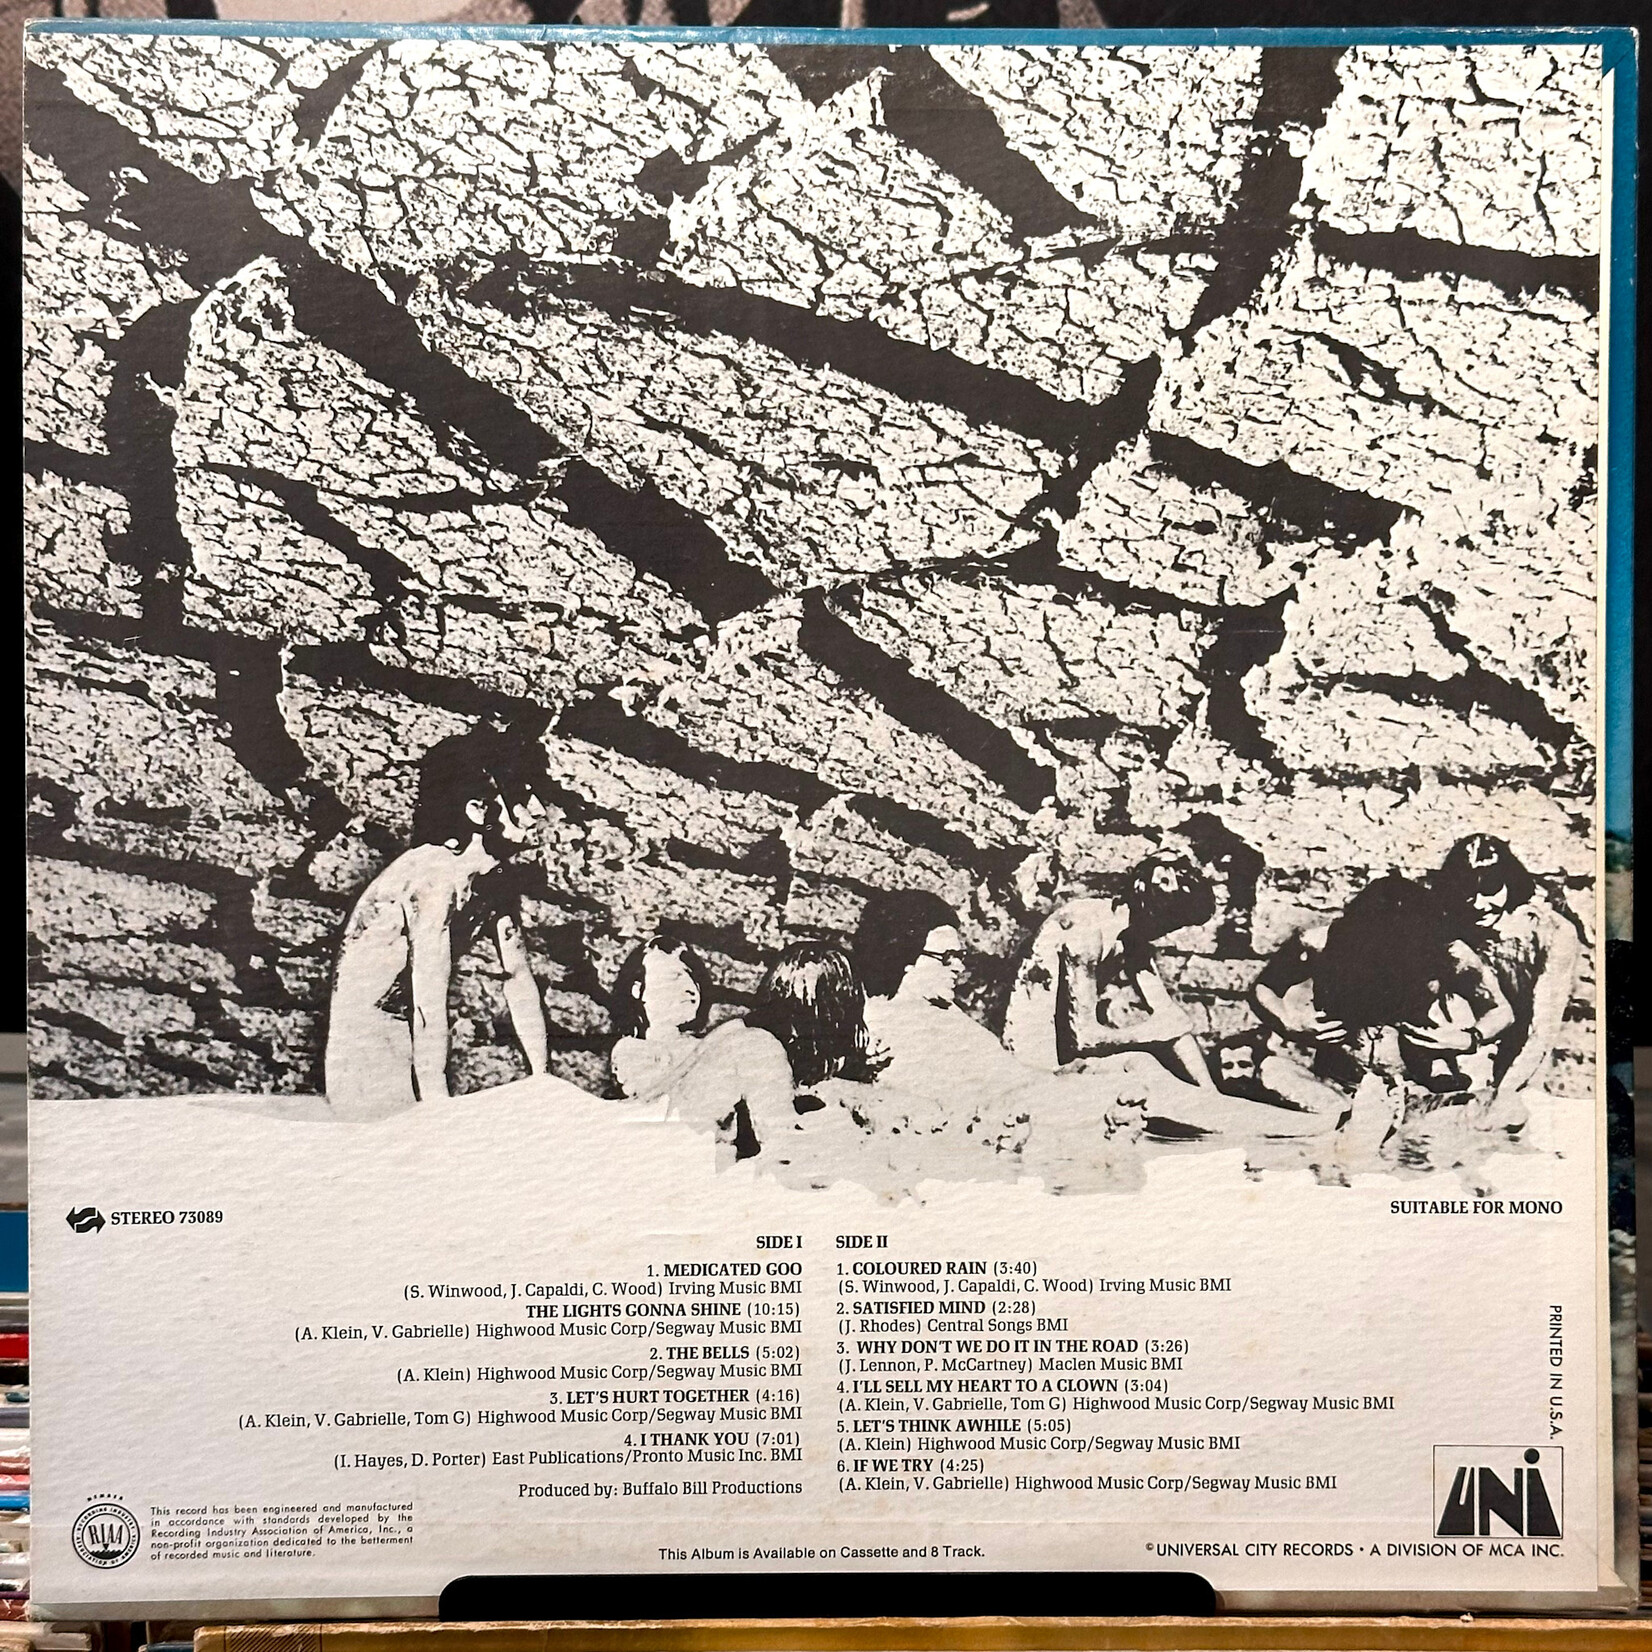 STEREO 73089
SUITABLE FOR MONO
SIDE I
1. MEDICATED GOO
(S. Winwood, J. Capaldi, C. Wood) Irving Music BMI
THE LIGHTS GONNA SHINE (10:15)
(A. Klein, V. Gabrielle) Highwood Music Corp/Segway Music BMI
2. THE BELLS (5:02)
(A. Klein) Highwood Music Corp/Segway Music BMI
3. LET'S HURT TOGETHER (4:16)
(A. Klein, V. Gabrielle, Tom G) Highwood Music Corp/Segway Music BMI
4. I THANK YOU (7:01)
(I. Hayes, D. Porter) East Publications/Pronto Music Inc. BMI
Produced by: Buffalo Bill Productions
SIDE II
1. COLOURED RAIN (3:40)
(S. Winwood, J. Capaldi, C. Wood) Irving Music BMI
2. SATISFIED MIND (2:28)
(J. Rhodes) Central Songs BMI
3. WHY DON'T WE DO IT IN THE ROAD (3:26)
(J. Lennon, P. McCartney) Maclen Music BMI
4. I'LL SELL MY HEART TO A CLOWN (3:04)
(A. Klein, V. Gabrielle, Tom G) Highwood Music Corp/Segway Music BMI
5. LET'S THINK AWHILE (5:05)
(A. Klein) Highwood Music Corp/Segway Music BMI
6. IF WE TRY (4:25)
(A. Klein, V. Gabrielle) Highwood Music Corp/Segway Music BMI
PRINTED IN U.S.A.
UNI
MEMBER
RIAA
This record has been engineered and manufactured
in accordance with standards developed by the
Recording Industry Association of America, Inc., a
non-profit organization dedicated to the betterment
of recorded music and literature.
This Album is Available on Cassette and 8 Track.
© UNIVERSAL CITY RECORDS • A DIVISION OF MCA INC.